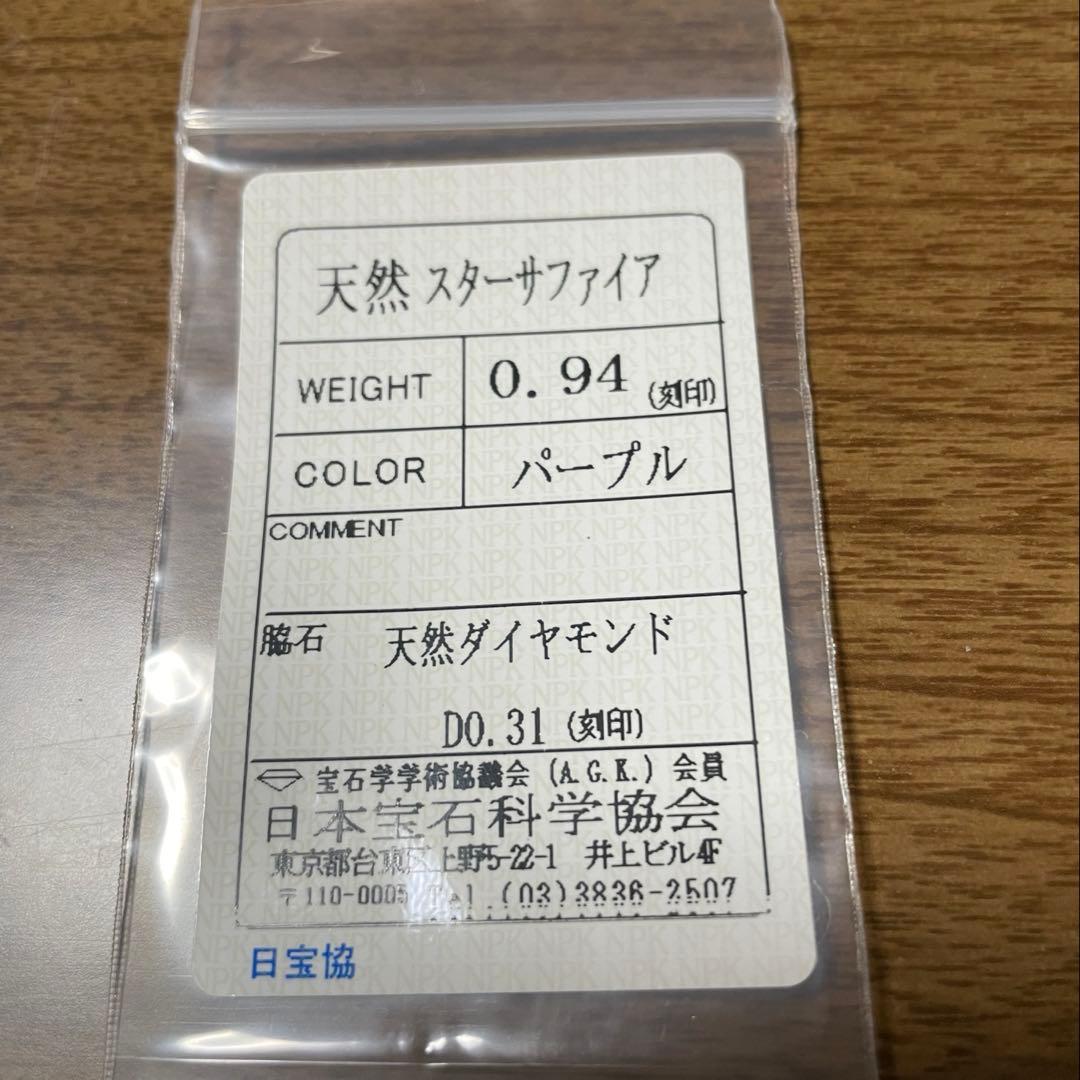 天然 スターサファイア
WEIGHT 0.94 (刻印)
COLOR パープル
COMMENT
脇石 天然ダイヤモンド
D0.31 (刻印)
宝石学学術協議会 (A.G.K.) 会員
日本宝石科学協会
東京都台東区上野5-22-1 井上ビル4F
〒110-0005 Tel (03)3836-2507
日宝協